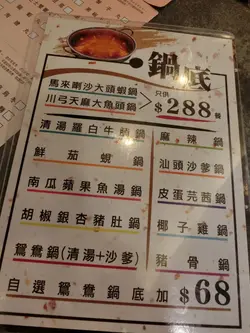 鍋底
馬來喇沙大頭蝦鍋
川弓天麻大魚頭鍋
只供
$288
清湯羅白牛腩鍋
麻辣鍋
鮮茄蜆鍋
汕頭沙爹鍋
南瓜蘋果魚湯鍋
皮蛋芫茜鍋
胡椒銀杏豬肚鍋
椰子雞鍋
鴛鴦鍋(清湯+沙爹)
豬骨鍋
自選鴛鴦鍋底加$68